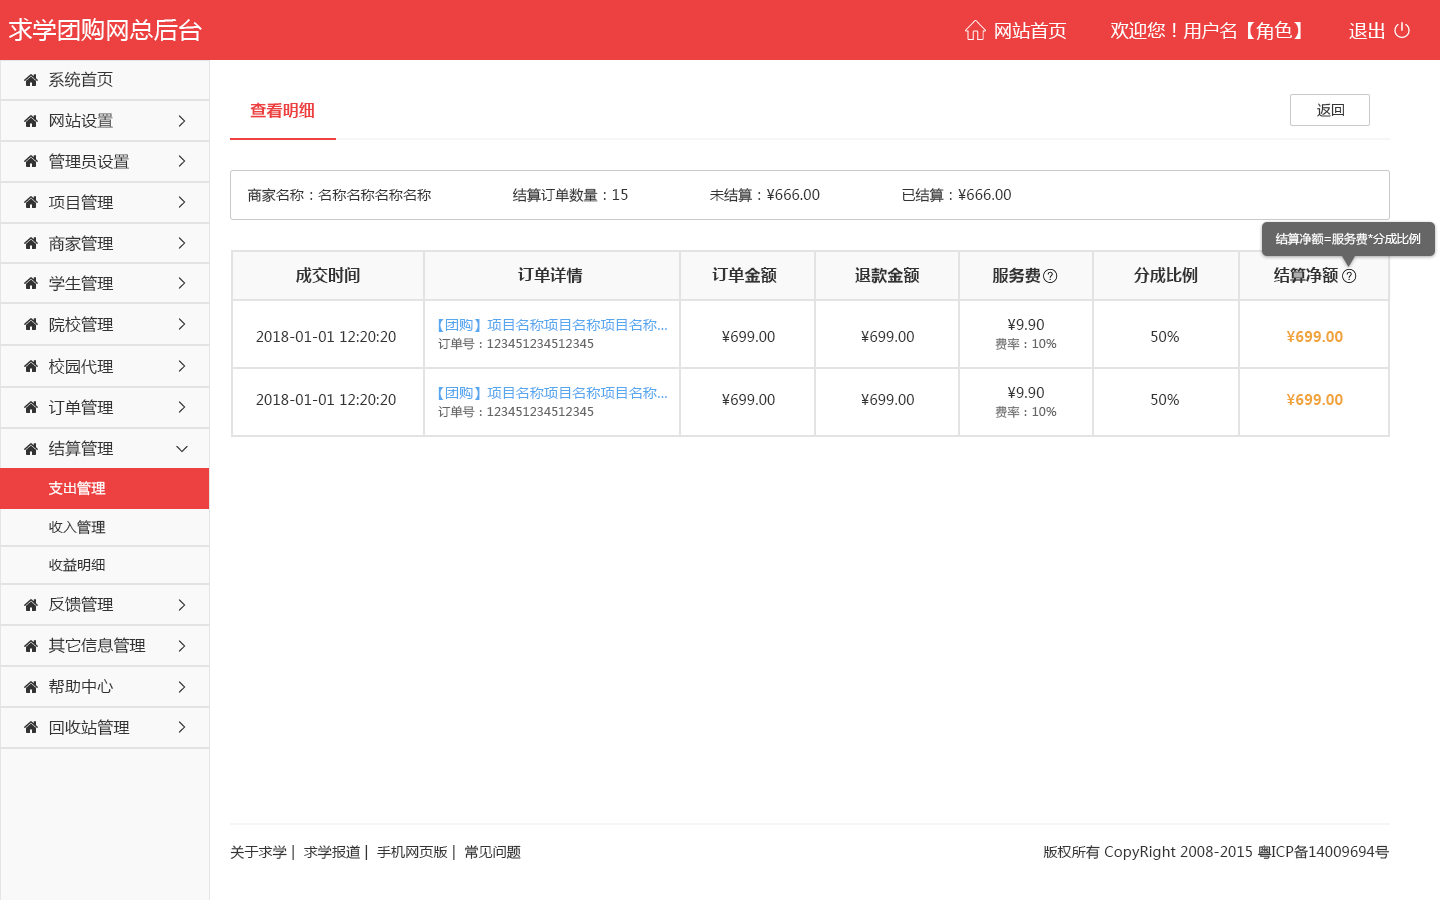 求学团购网总后台
网站首页
欢迎您！用户名【角色】
退出
系统首页
网站设置
管理员设置
项目管理
商家管理
学生管理
院校管理
校园代理
订单管理
结算管理
支出管理
收入管理
收益明细
反馈管理
其它信息管理
帮助中心
回收站管理
查看明细
返回
商家名称：名称名称名称名称
结算订单数量：15
未结算：¥666.00
已结算：¥666.00
结算净额=服务费*分成比例
成交时间 订单详情 订单金额 退款金额 服务费? 分成比例 结算净额?
2018-01-01 12:20:20
【团购】项目名称项目名称项目名称...
订单号：123451234512345
¥699.00
¥699.00
¥9.90
费率：10%
50%
¥699.00
2018-01-01 12:20:20
【团购】项目名称项目名称项目名称...
订单号：123451234512345
¥699.00
¥699.00
¥9.90
费率：10%
50%
¥699.00
关于求学 | 求学报道 | 手机网页版 | 常见问题
版权所有 CopyRight 2008-2015 粤ICP备14009694号